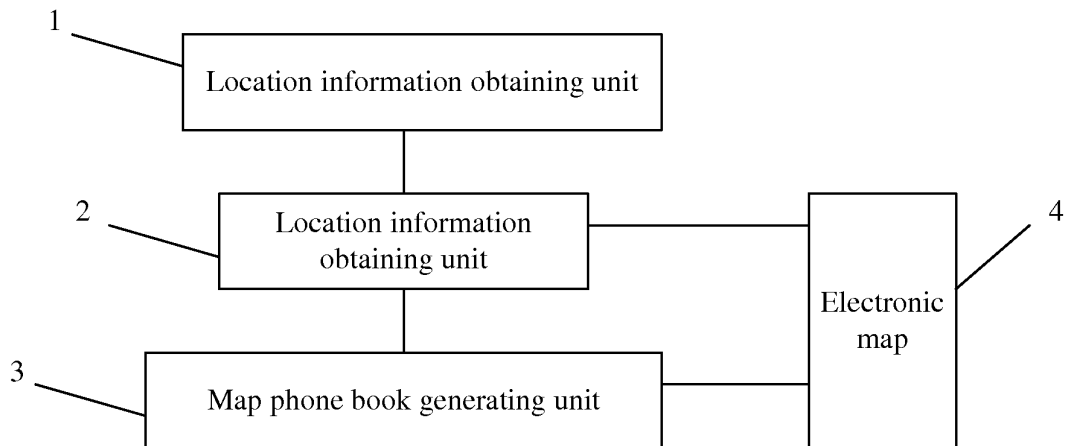 1
Location information obtaining unit
2
Location information
obtaining unit
4
Electronic
map
3
Map phone book generating unit